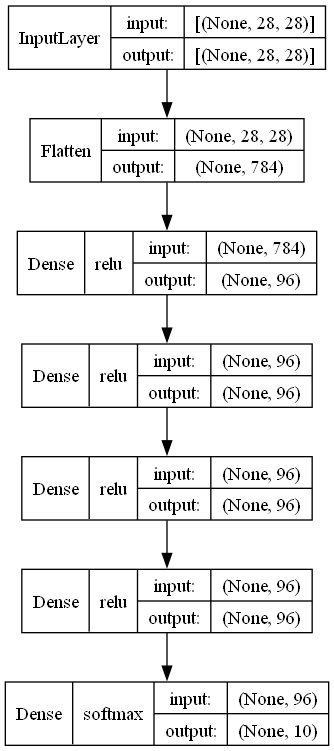 InputLayer input: [(None, 28, 28)]
output: [(None, 28, 28)]
Flatten input: (None, 28, 28)
output: (None, 784)
Dense relu input: (None, 784)
output: (None, 96)
Dense relu input: (None, 96)
output: (None, 96)
Dense relu input: (None, 96)
output: (None, 96)
Dense relu input: (None, 96)
output: (None, 96)
Dense softmax input: (None, 96)
output: (None, 10)